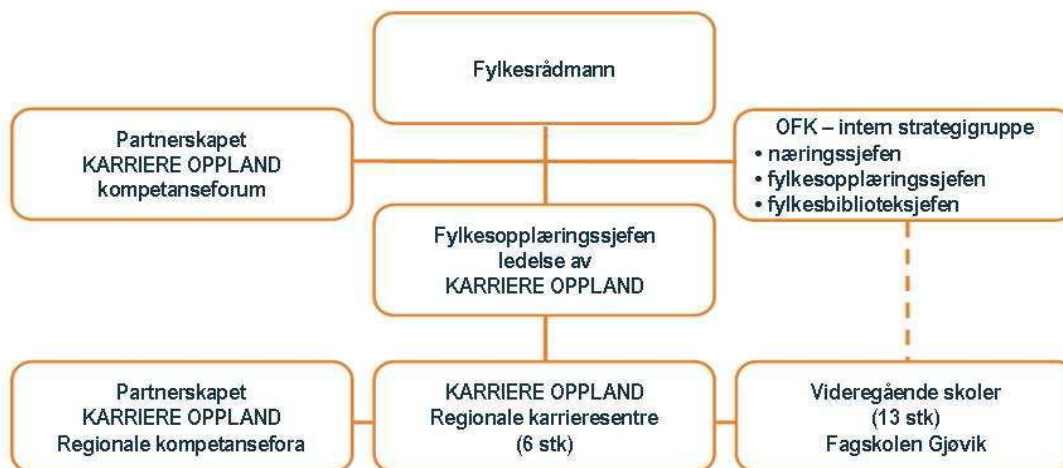 Fylkesrådmann
Partnerskapet
KARRIERE OPPLAND
kompetanseforum
OFK – intern strategigruppe
• næringssjefen
• fylkesopplæringssjefen
• fylkesbiblioteksjefen
Fylkesopplæringssjefen
ledelse av
KARRIERE OPPLAND
Partnerskapet
KARRIERE OPPLAND
Regionale kompetansefora
KARRIERE OPPLAND
Regionale karrieresentre
(6 stk)
Videregående skoler
(13 stk)
Fagskolen Gjøvik